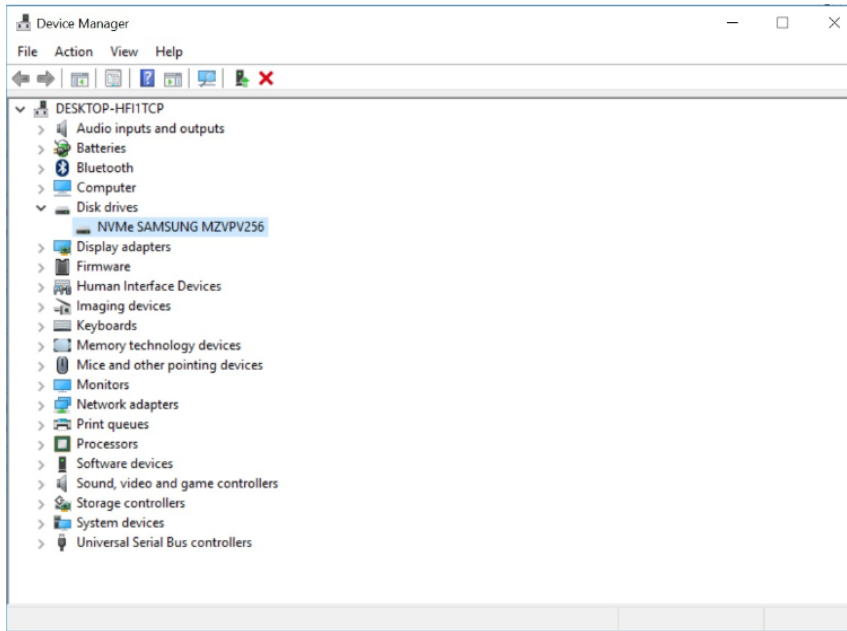 Device Manager
File Action View Help
DESKTOP-HFI1TCP
Audio inputs and outputs
Batteries
Bluetooth
Computer
Disk drives
NVMe SAMSUNG MZVPV256
Display adapters
Firmware
Human Interface Devices
Imaging devices
Keyboards
Memory technology devices
Mice and other pointing devices
Monitors
Network adapters
Print queues
Processors
Software devices
Sound, video and game controllers
Storage controllers
System devices
Universal Serial Bus controllers